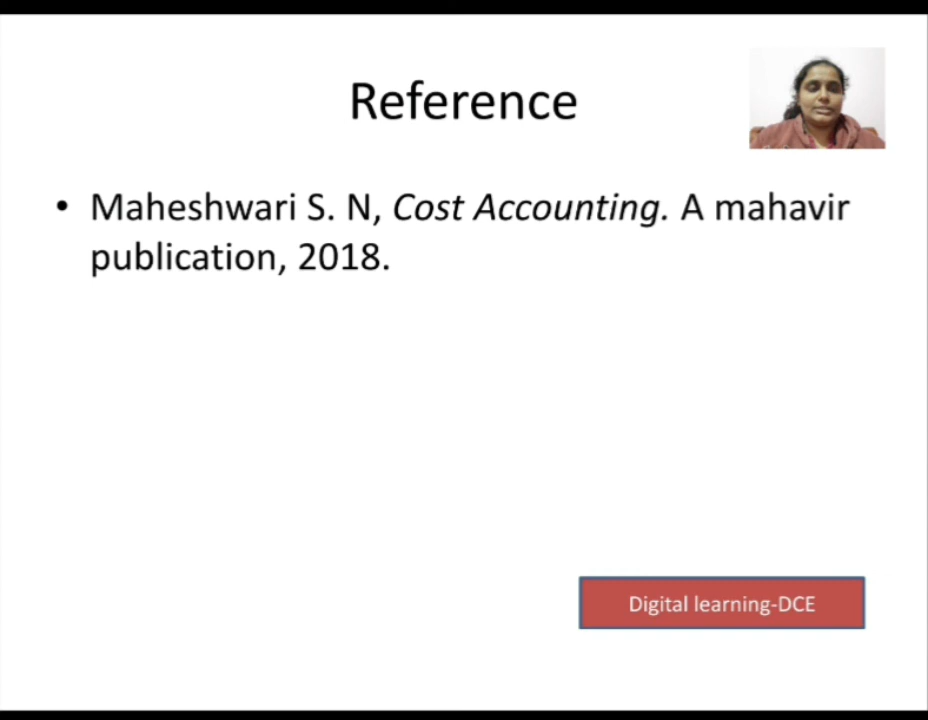 Reference
• Maheshwari S. N, Cost Accounting. A mahavir
publication, 2018.
Digital learning-DCE